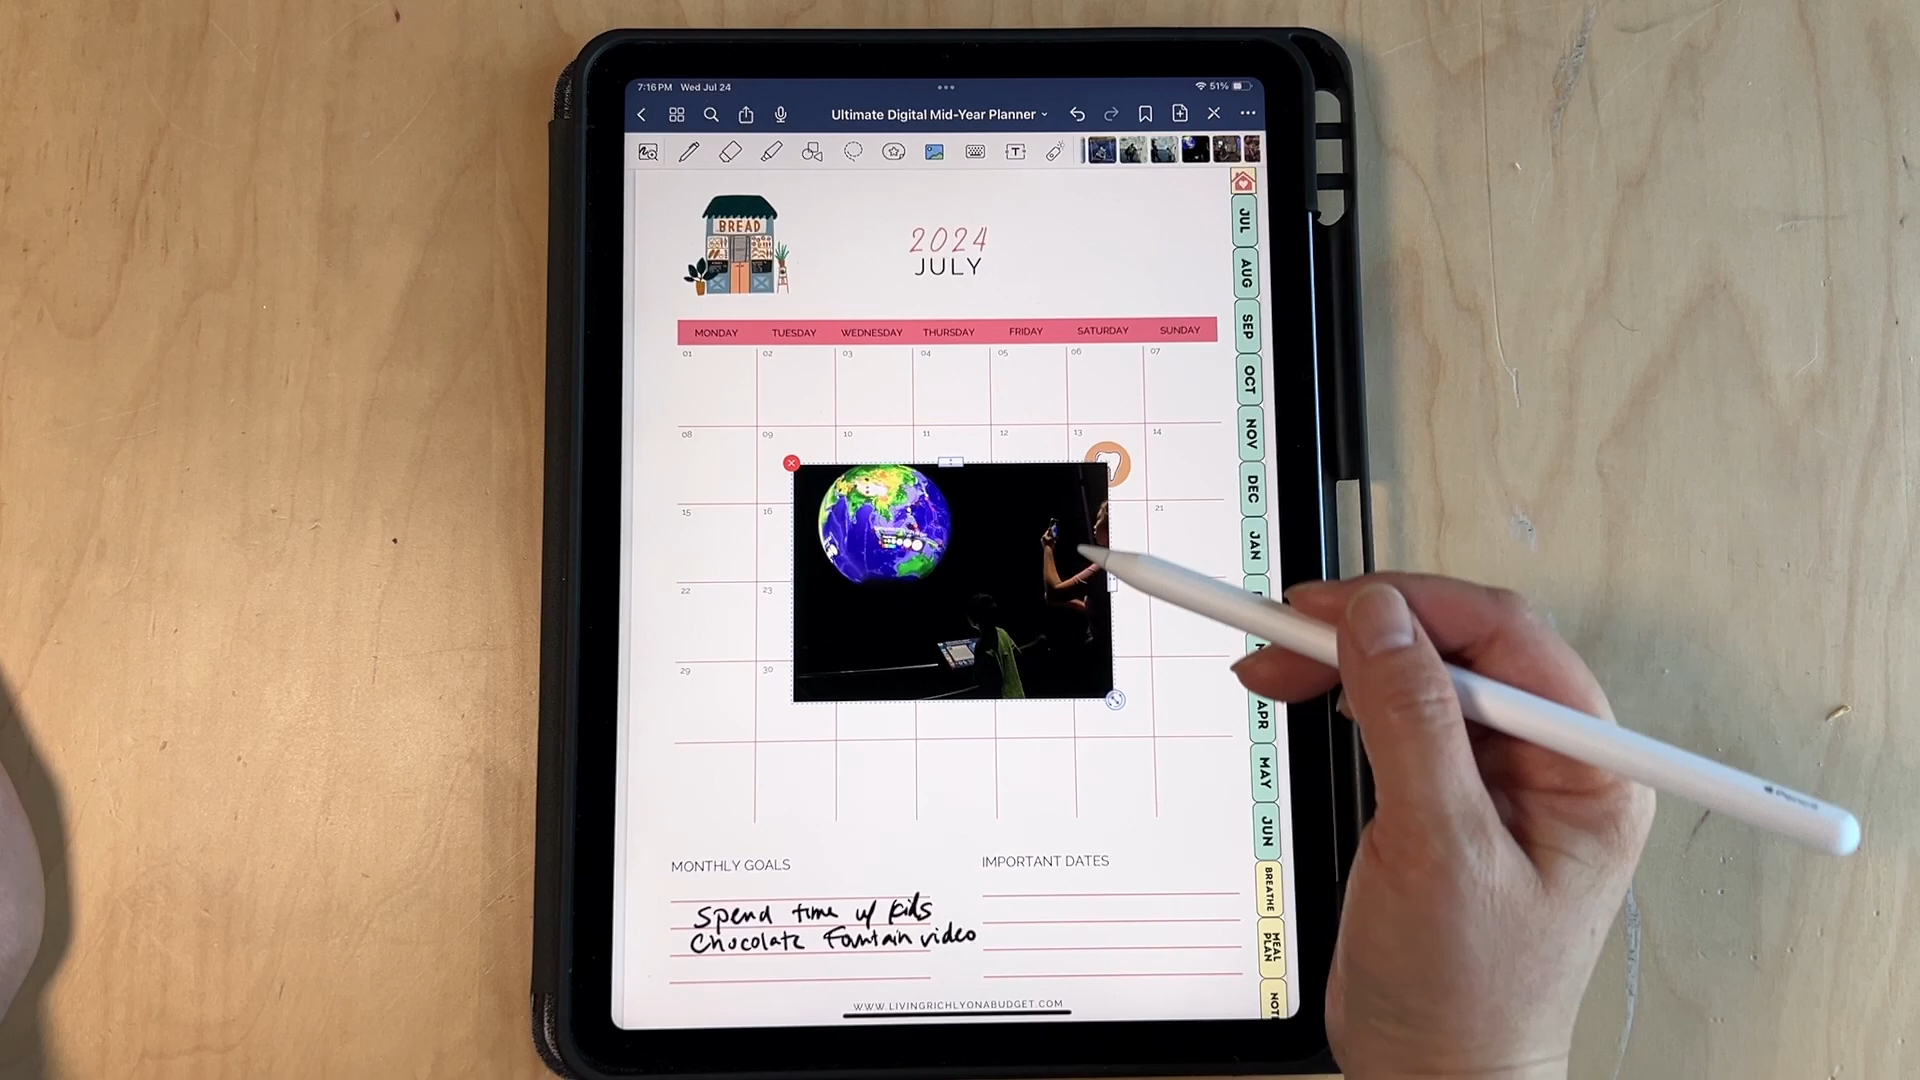 7:16 PM Wed Jul 24
51%
Ultimate Digital Mid-Year Planner
T
BREAD
2024
JULY
MONDAY TUESDAY WEDNESDAY THURSDAY FRIDAY SATURDAY SUNDAY
01 02 03 04 05 06 07
08 09 10 11 12 13 14
15 16 21
22 23
29 30
JUL
AUG
SEP
OCT
NOV
DEC
JAN
APR
MAY
JUN
BREATHE
MEAL PLAN
NOT
MONTHLY GOALS
Spend time w/ kids
Chocolate Fountain video
IMPORTANT DATES
WWW.LIVINGRICHLYONABUDGET.COM
Pencil